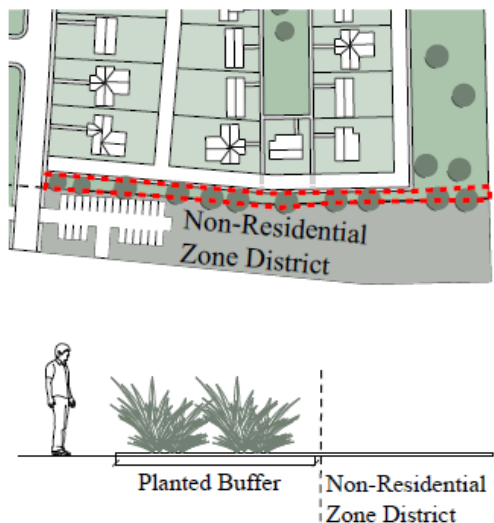 Non-Residential
Zone District
Planted Buffer
Non-Residential
Zone District